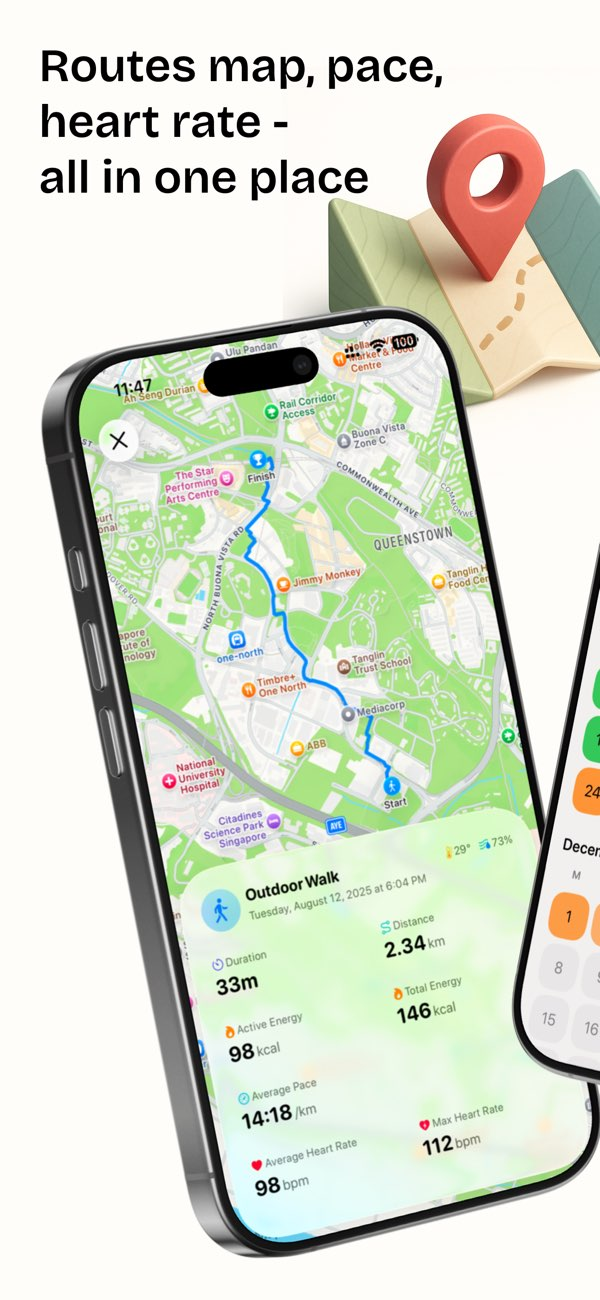 Routes map, pace,
heart rate -
all in one place
11:47
100
Ulu Pandan
Market & Food
Centre
Ah Seng Durian
Rail Corridor
Access
Buona Vista
Zone C
Finish
The Star
Performing
Arts Centre
COMMONWEALTH AVE
QUEENSTOWN
NORTH BUONA VISTA RD
Jimmy Monkey
one-north
Tanglin
Trust School
Timbre+
One North
Mediacorp
ABB
National
University
Hospital
Start
Citadines
Science Park
Singapore
AYE
29°
73%
Outdoor Walk
Tuesday, August 12, 2025 at 6:04 PM
Duration
33m
Distance
2.34 km
Active Energy
98 kcal
Total Energy
146 kcal
Average Pace
14:18 /km
Average Heart Rate
98 bpm
Max Heart Rate
112 bpm
24
M
1
8
15
16